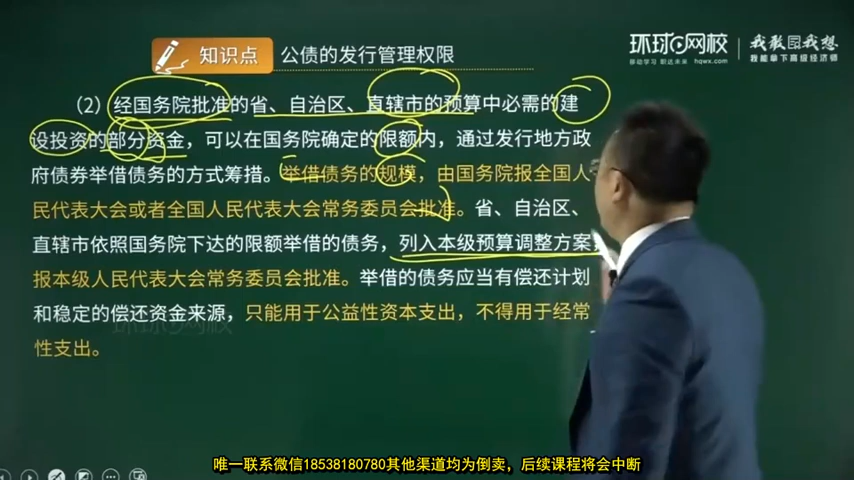 环球网校
移动学习 职达未来 hqwx.com
我敢因我想
我能拿下高级经济师
知识点
公债的发行管理权限
（2）经国务院批准的省、自治区、直辖市的预算中必需的建
设投资的部分资金，可以在国务院确定的限额内，通过发行地方政
府债券举借债务的方式筹措。举借债务的规模，由国务院报全国人
民代表大会或者全国人民代表大会常务委员会批准。省、自治区、
直辖市依照国务院下达的限额举借的债务，列入本级预算调整方案，
报本级人民代表大会常务委员会批准。举借的债务应当有偿还计划
和稳定的偿还资金来源，只能用于公益性资本支出，不得用于经常
性支出。
环球网校
唯一联系微信18538180780其他渠道均为倒卖，后续课程将会中断